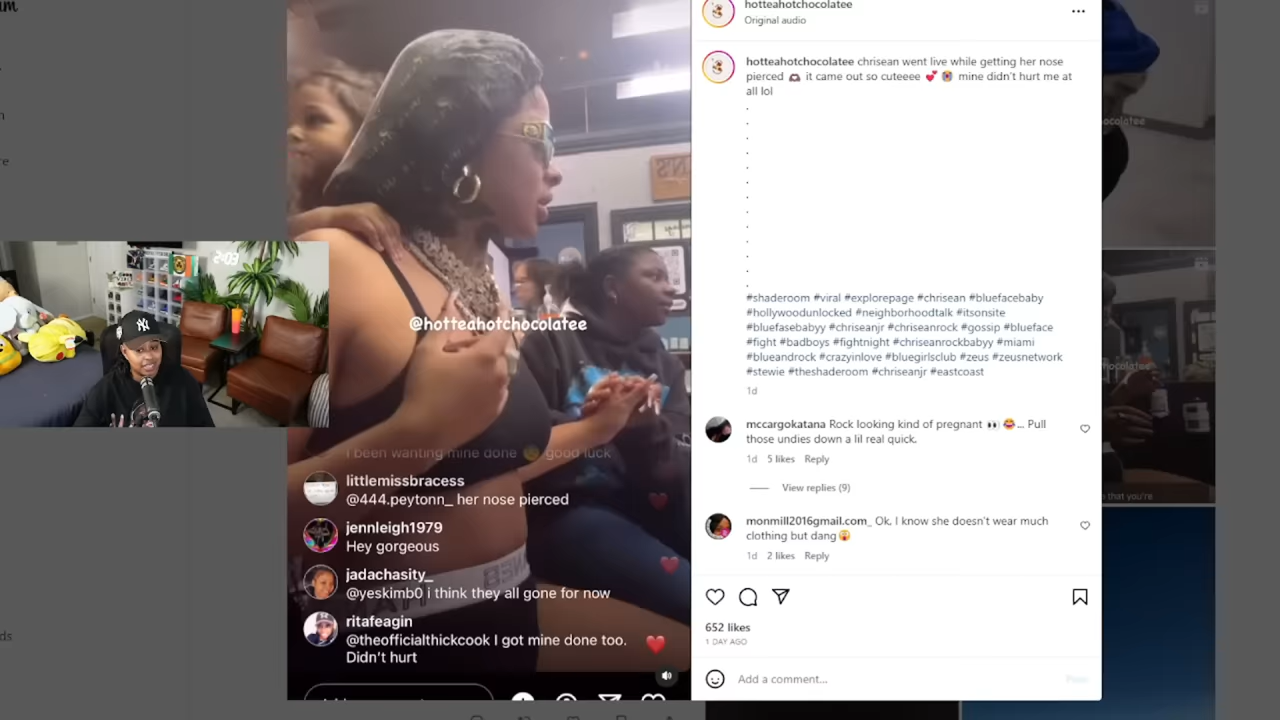 hotteahotchocolatee
Original audio
hotteahotchocolatee chrisean went live while getting her nose
pierced 🫶🏽 it came out so cuteeee 💕 mine didn't hurt me at
all lol
.
.
.
.
.
.
.
.
.
.
.
.
.
#shaderoom #viral #explorepage #chrisean #bluefacebaby
#hollywoodunlocked #neighborhoodtalk #itsonsite
#bluefasebabyy #chriseanjr #chriseanrock #gossip #blueface
#fight #badboys #fightnight #chriseanrockbabyy #miami
#blueandrock #crazyinlove #bluegirlsclub #zeus #zeusnetwork
#stewie #theshaderoom #chriseanjr #eastcoast
1d
mccargokatana Rock looking kind of pregnant 👀😂... Pull
those undies down a lil real quick.
1d 5 likes Reply
View replies (9)
monmill2016gmail.com_ Ok, I know she doesn't wear much
clothing but dang😩
1d 2 likes Reply
652 likes
1 DAY AGO
Add a comment...
Post
@hotteahotchocolatee
i been wanting mine done good luck
littlemissbracess
@444.peytonn_ her nose pierced
jennleigh1979
Hey gorgeous
jadachasity_
@yeskimb0 i think they all gone for now
ritafeagin
@theofficialthickcook I got mine done too.
Didn't hurt
2:03
NY